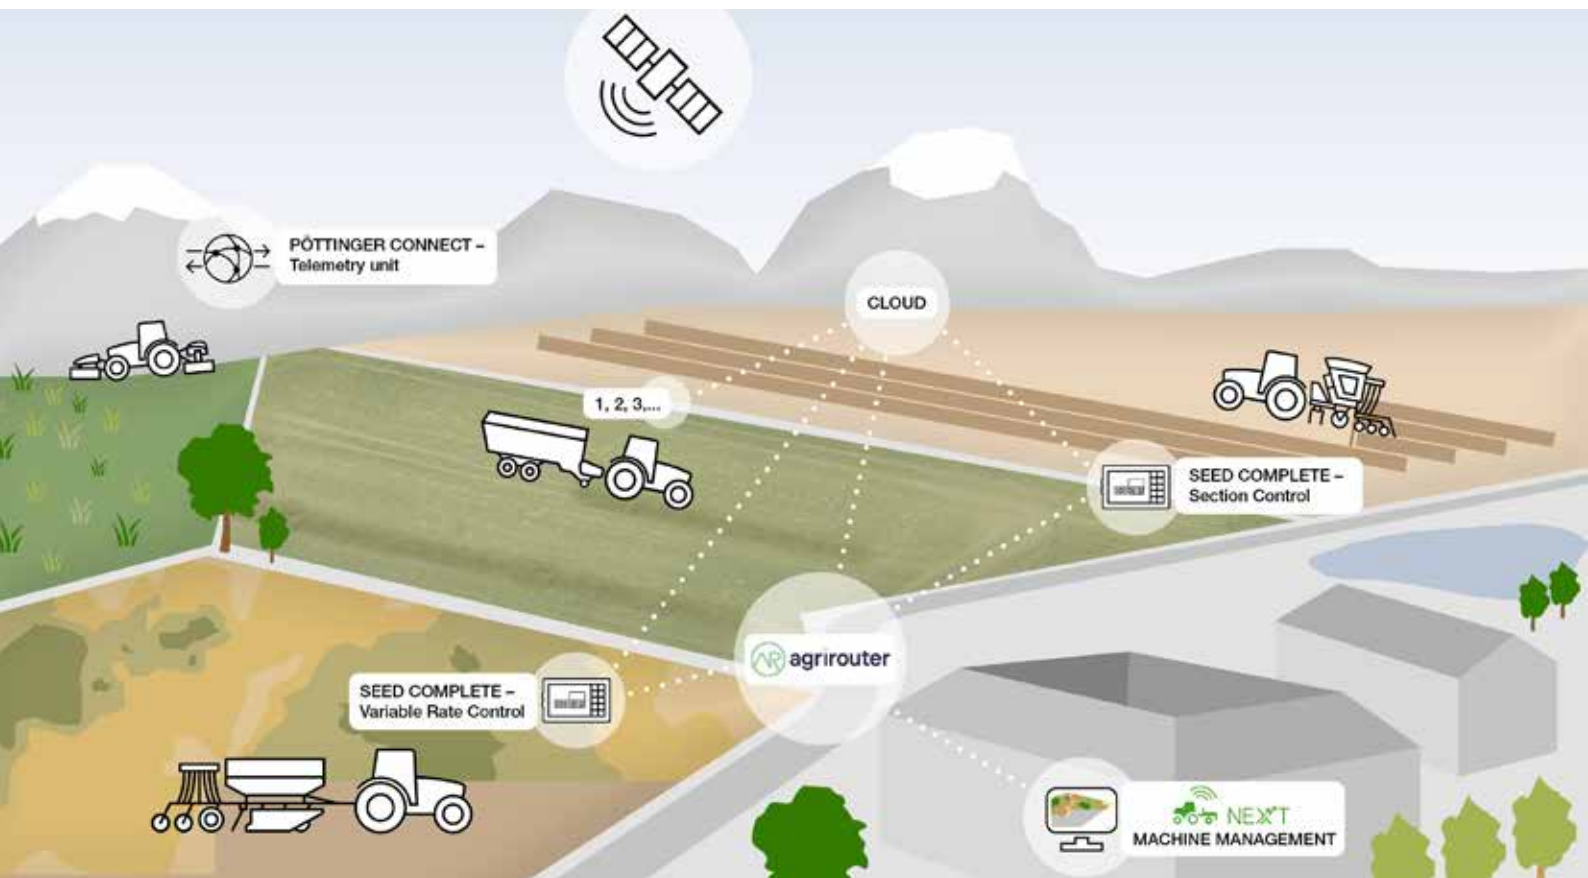 PÖTTINGER CONNECT –
Telemetry unit
CLOUD
1, 2, 3,...
SEED COMPLETE –
Section Control
agrirouter
SEED COMPLETE –
Variable Rate Control
NEXT
MACHINE MANAGEMENT